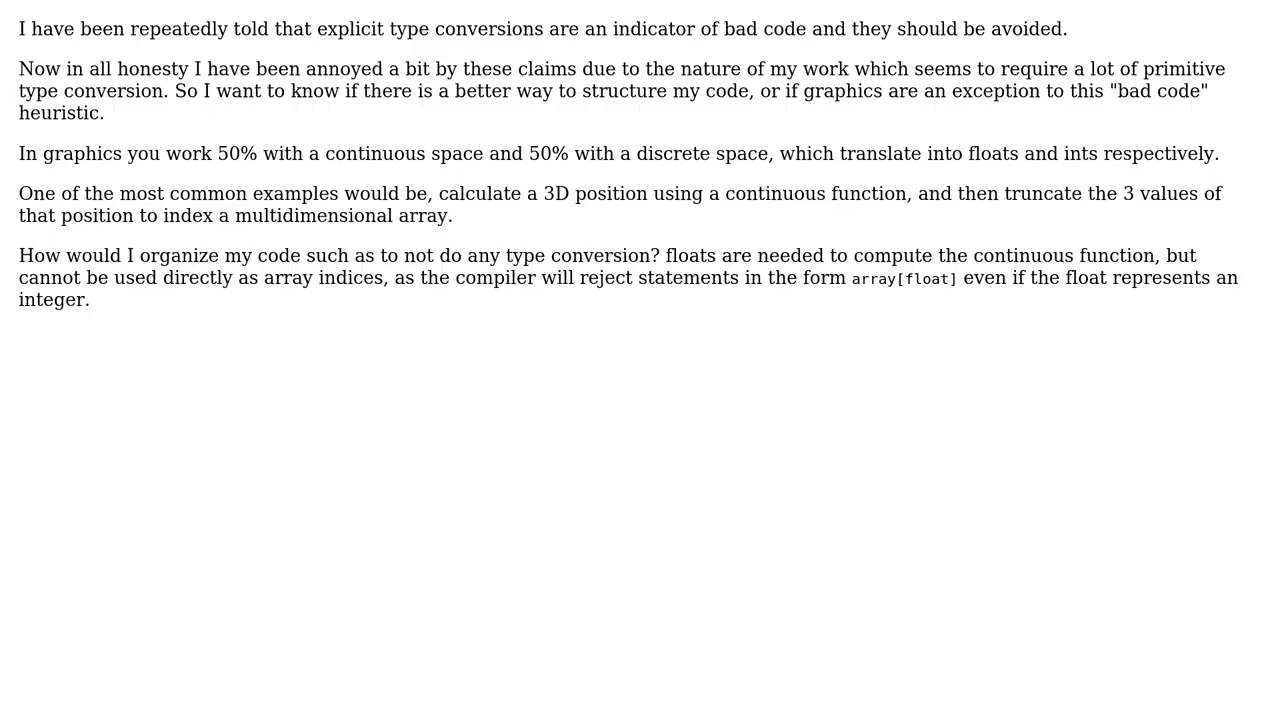 I have been repeatedly told that explicit type conversions are an indicator of bad code and they should be avoided.
Now in all honesty I have been annoyed a bit by these claims due to the nature of my work which seems to require a lot of primitive
type conversion. So I want to know if there is a better way to structure my code, or if graphics are an exception to this "bad code"
heuristic.
In graphics you work 50% with a continuous space and 50% with a discrete space, which translate into floats and ints respectively.
One of the most common examples would be, calculate a 3D position using a continuous function, and then truncate the 3 values of
that position to index a multidimensional array.
How would I organize my code such as to not do any type conversion? floats are needed to compute the continuous function, but
cannot be used directly as array indices, as the compiler will reject statements in the form array[float] even if the float represents an
integer.